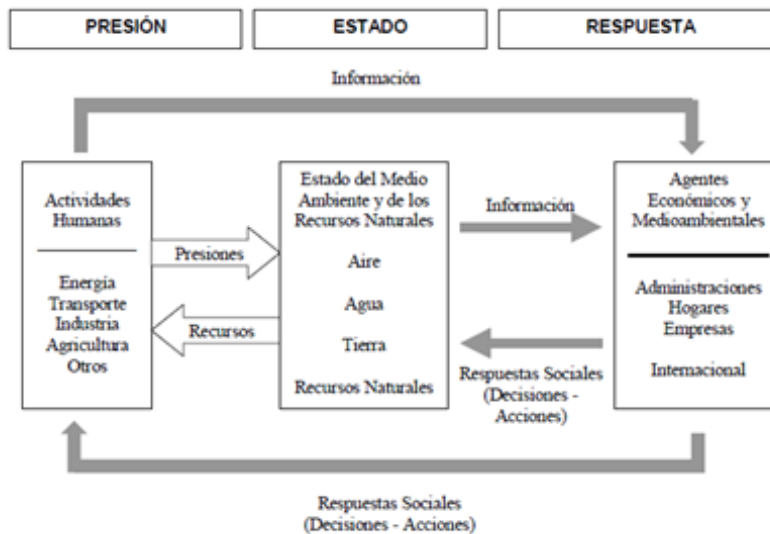 PRESIÓN
ESTADO
RESPUESTA
Información
Actividades
Humanas
Energía
Transporte
Industria
Agricultura
Otros
Presiones
Recursos
Estado del Medio
Ambiente y de los
Recursos Naturales
Aire
Agua
Tierra
Recursos Naturales
Información
Respuestas Sociales
(Decisiones -
Acciones)
Agentes
Económicos y
Medioambientales
Administraciones
Hogares
Empresas
Internacional
Respuestas Sociales
(Decisiones - Acciones)